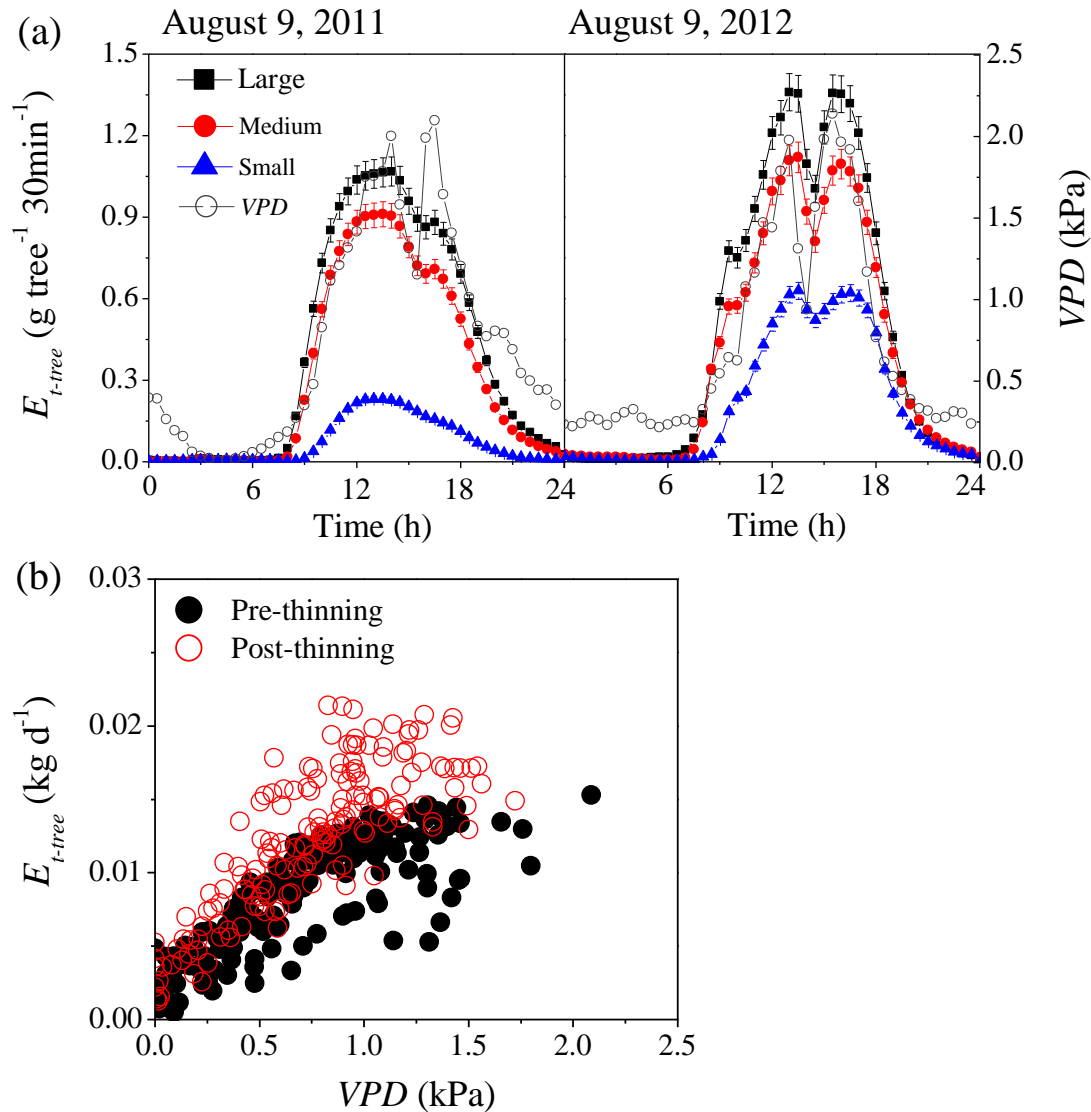 (a)
August 9, 2011
August 9, 2012
E t-tree (g tree⁻¹ 30min⁻¹)
1.5
1.2
0.9
0.6
0.3
0.0
Large
Medium
Small
VPD
2.5
2.0
1.5
1.0
0.5
0.0
VPD (kPa)
0 6 12 18 24 6 12 18 24
Time (h)
Time (h)
(b)
E t-tree (kg d⁻¹)
0.03
0.02
0.01
0.00
Pre-thinning
Post-thinning
0.0 0.5 1.0 1.5 2.0 2.5
VPD (kPa)